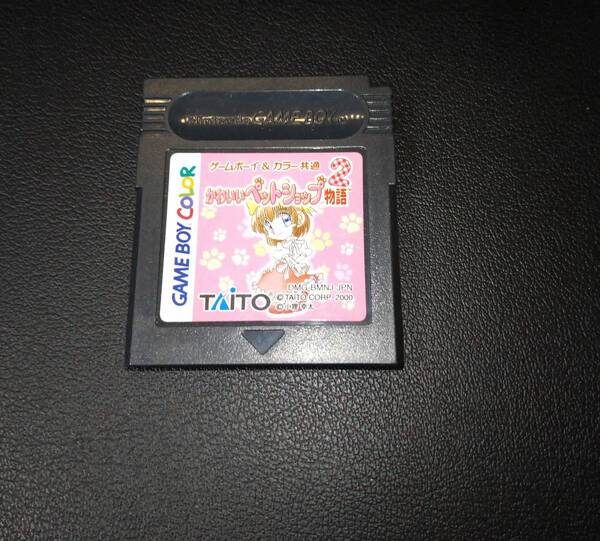 GAME BOY
GAME BOY COLOR
ゲームボーイ & カラー共通
かわいいペットショップ物語2
DMG-BMNJ-JPN
TAITO
© TAITO CORP. 2000